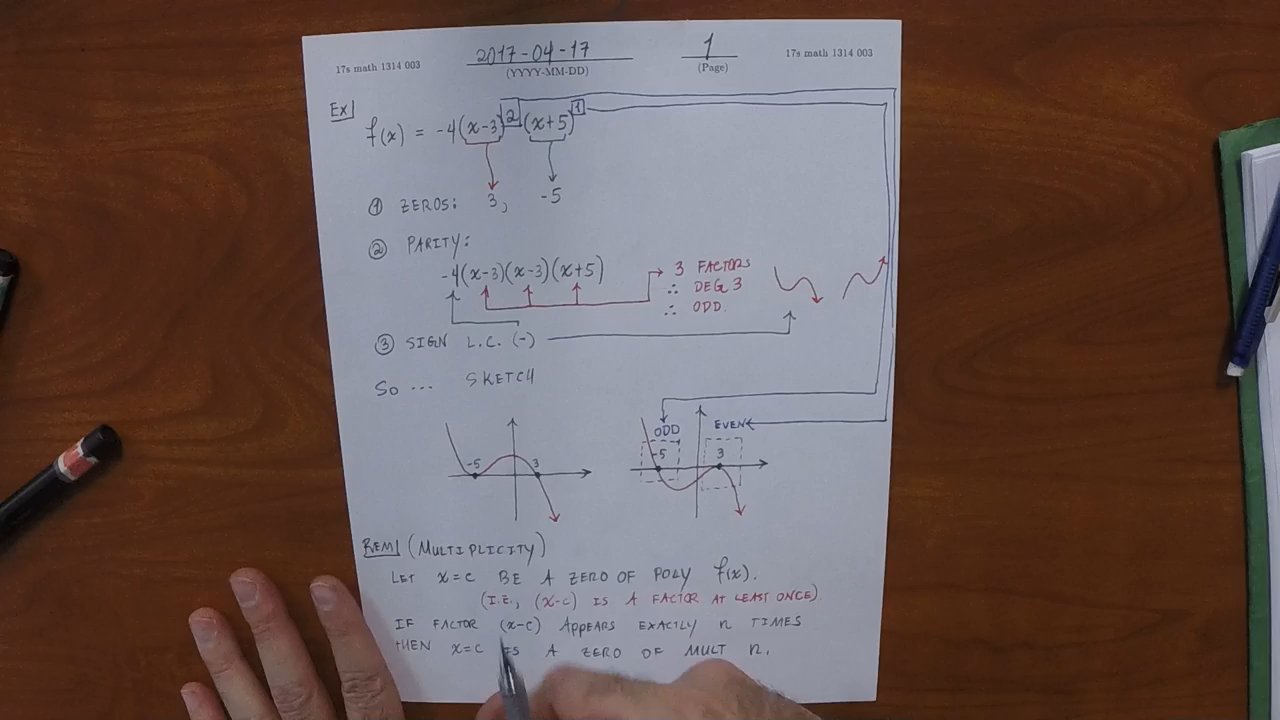 17s math 1314 003
2017-04-17
(YYYY-MM-DD)
1
(Page)
17s math 1314 003
EX1
f(x) = -4(x-3)^2 (x+5)^1
① ZEROS: 3, -5
② PARITY:
-4(x-3)(x-3)(x+5)
3 FACTORS
∴ DEG 3
∴ ODD.
③ SIGN L.C. (-)
So ... SKETCH
-5
3
ODD
-5
EVEN
3
REM1 (MULTIPLICITY)
LET x=c BE A ZERO OF POLY f(x).
(I.E., (x-c) IS A FACTOR AT LEAST ONCE).
IF FACTOR (x-c) APPEARS EXACTLY n TIMES
THEN x=c IS A ZERO OF MULT n.